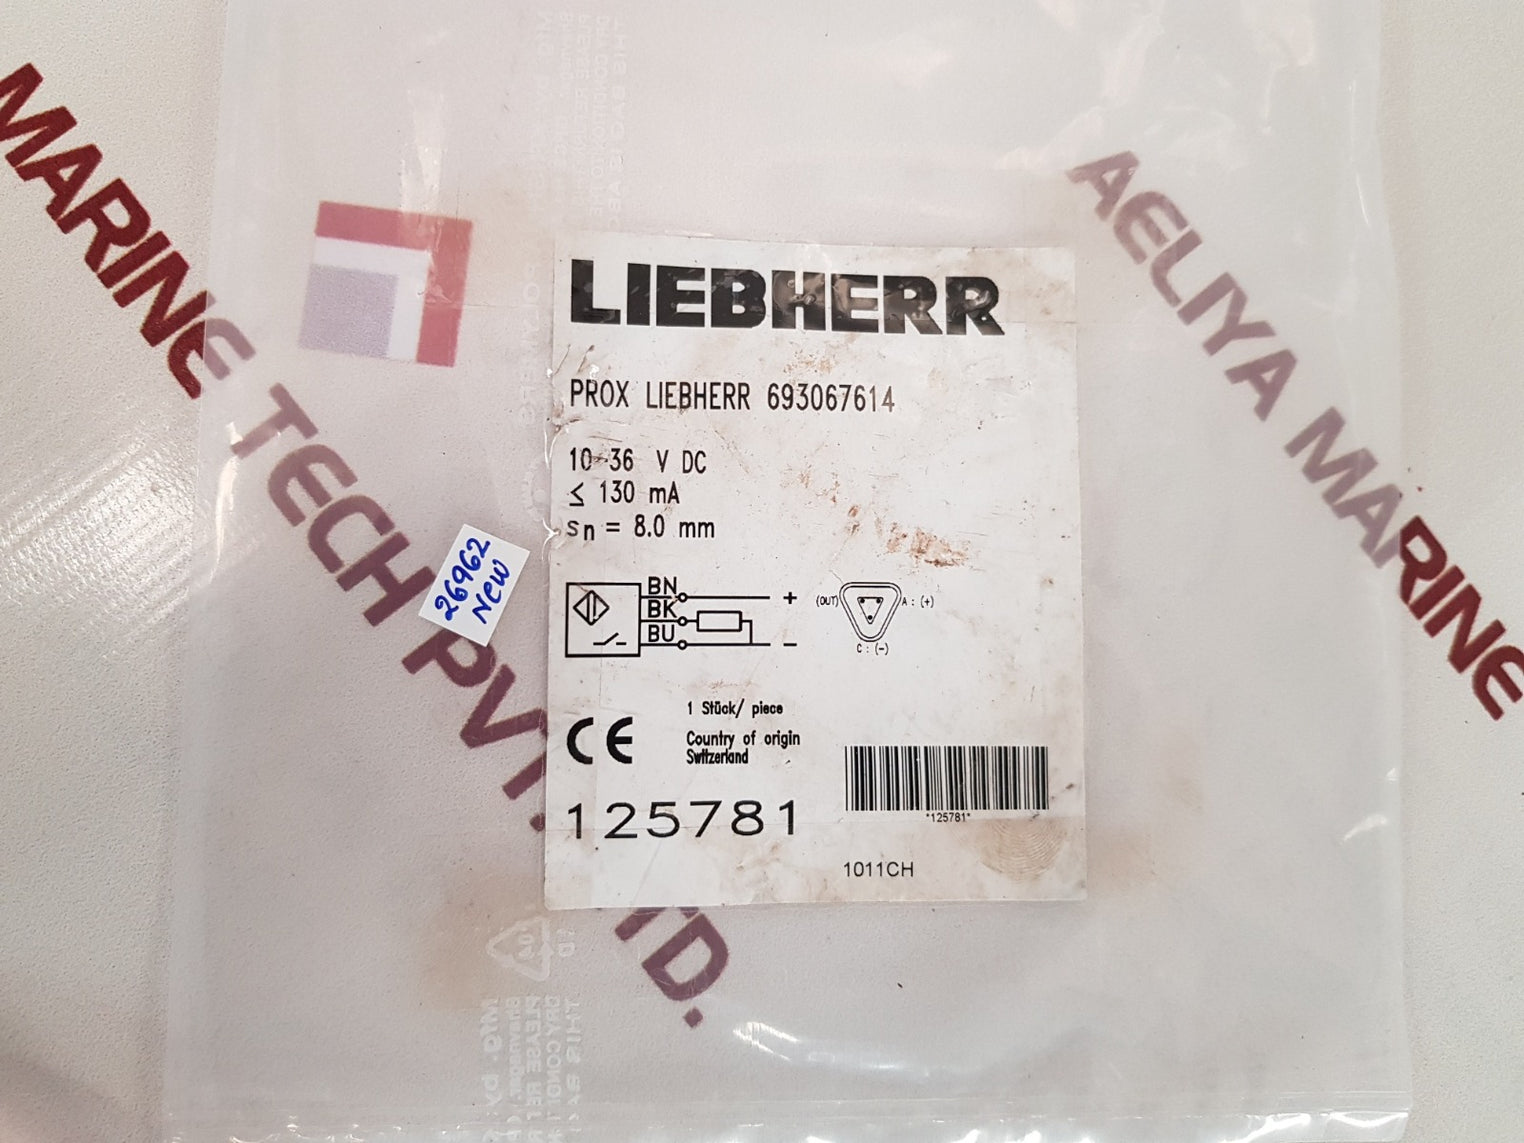 MARINE TECH PVT. LTD.
AELIYA MARINE
LIEBHERR
PROX LIEBHERR 693067614
10-36 V DC
≤ 130 mA
sn = 8.0 mm
BN
BK
BU
+
−
(OUT)
A : (+)
C : (−)
1 Stück/ piece
Country of origin
Switzerland
CE
125781
*125781*
1011CH
26962
New